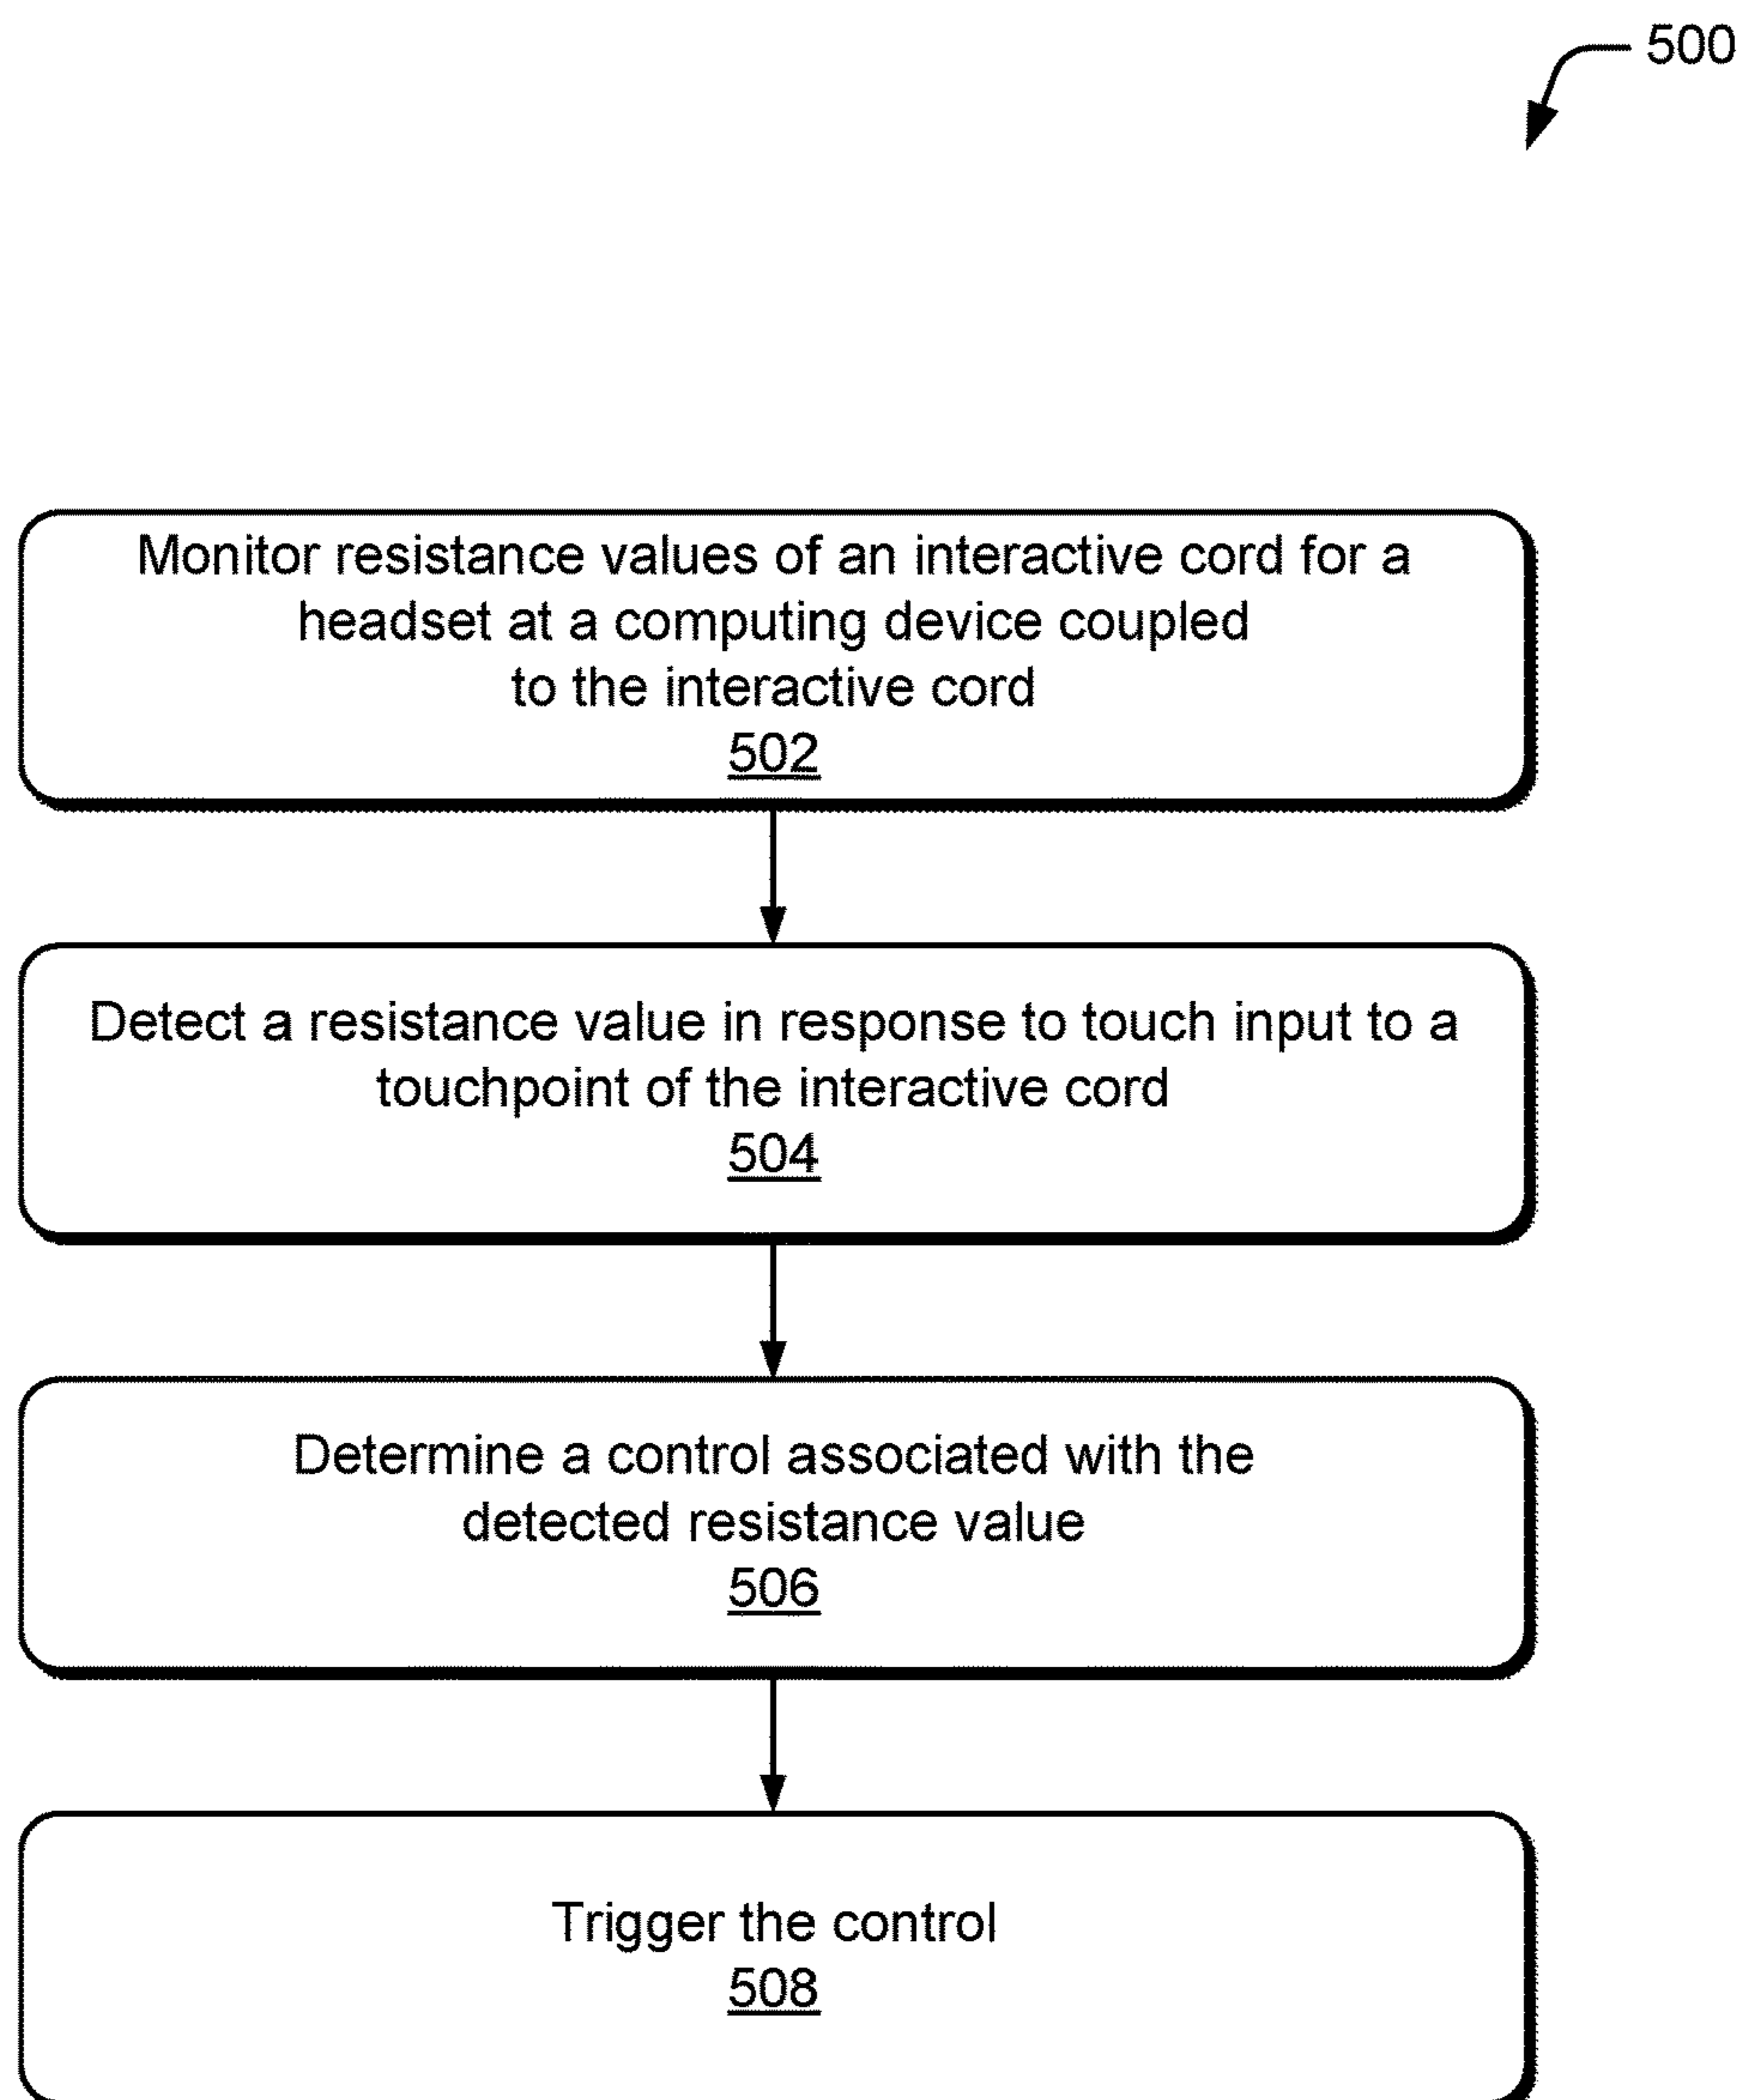 500
Monitor resistance values of an interactive cord for a
headset at a computing device coupled
to the interactive cord
502
Detect a resistance value in response to touch input to a
touchpoint of the interactive cord
504
Determine a control associated with the
detected resistance value
506
Trigger the control
508